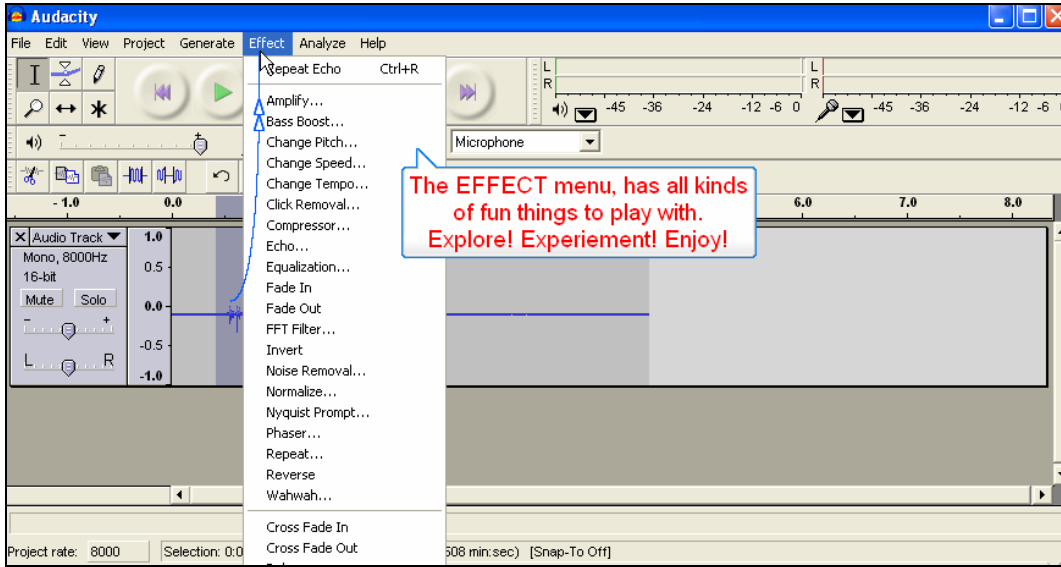 Audacity
File Edit View Project Generate Effect Analyze Help
Repeat Echo Ctrl+R
L
R
-45 -36 -24 -12 -6 0
L
R
-45 -36 -24 -12 -6
Amplify...
Bass Boost...
Change Pitch...
Microphone
Change Speed...
Change Tempo...
Click Removal...
Compressor...
Echo...
Equalization...
Fade In
Fade Out
FFT Filter...
Invert
Noise Removal...
Normalize...
Nyquist Prompt...
Phaser...
Repeat...
Reverse
Wahwah...
Cross Fade In
Cross Fade Out
The EFFECT menu, has all kinds
of fun things to play with.
Explore! Experiement! Enjoy!
- 1.0 0.0 6.0 7.0 8.0
X Audio Track
Mono, 8000Hz
16-bit
Mute Solo
- +
L R
1.0
0.5
0.0
-0.5
-1.0
Project rate: 8000 Selection: 0:0 508 min:sec) [Snap-To Off]